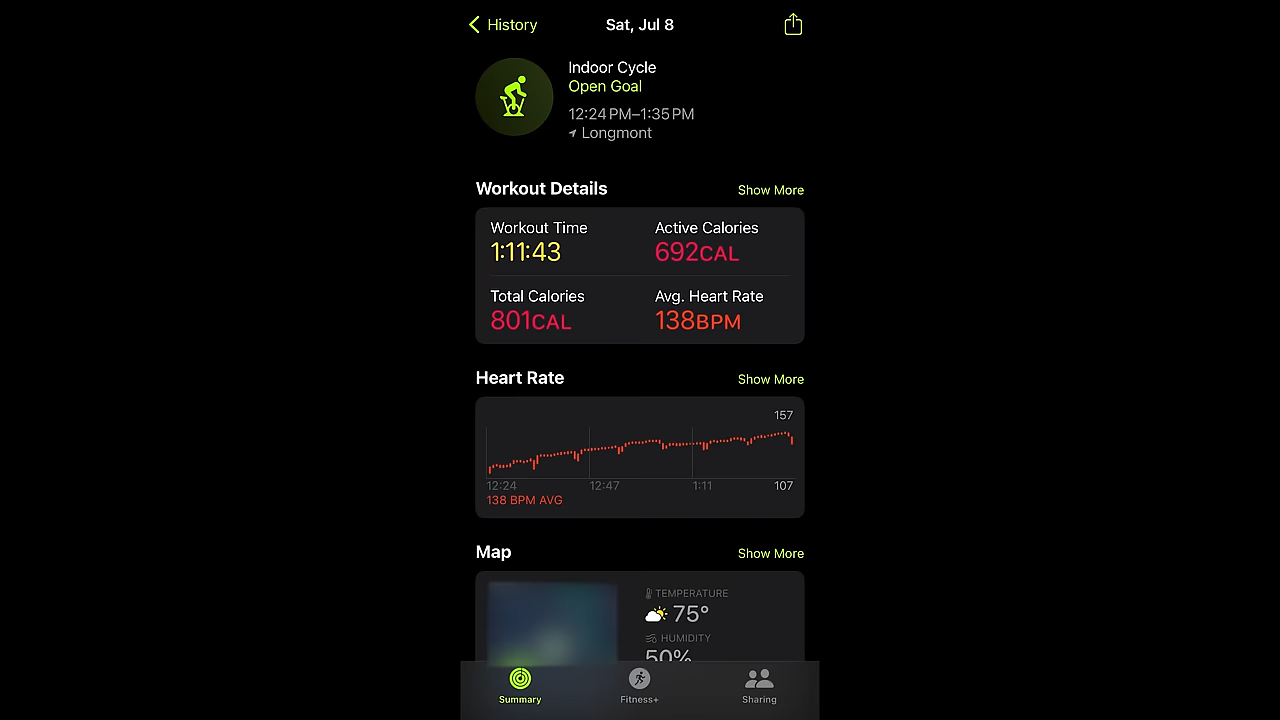 History
Sat, Jul 8
Indoor Cycle
Open Goal
12:24 PM–1:35 PM
Longmont
Workout Details
Show More
Workout Time
Active Calories
1:11:43
692CAL
Total Calories
Avg. Heart Rate
801CAL
138BPM
Heart Rate
Show More
157
12:24
12:47
1:11
107
138 BPM AVG
Map
Show More
TEMPERATURE
75°
HUMIDITY
50%
Summary
Fitness+
Sharing